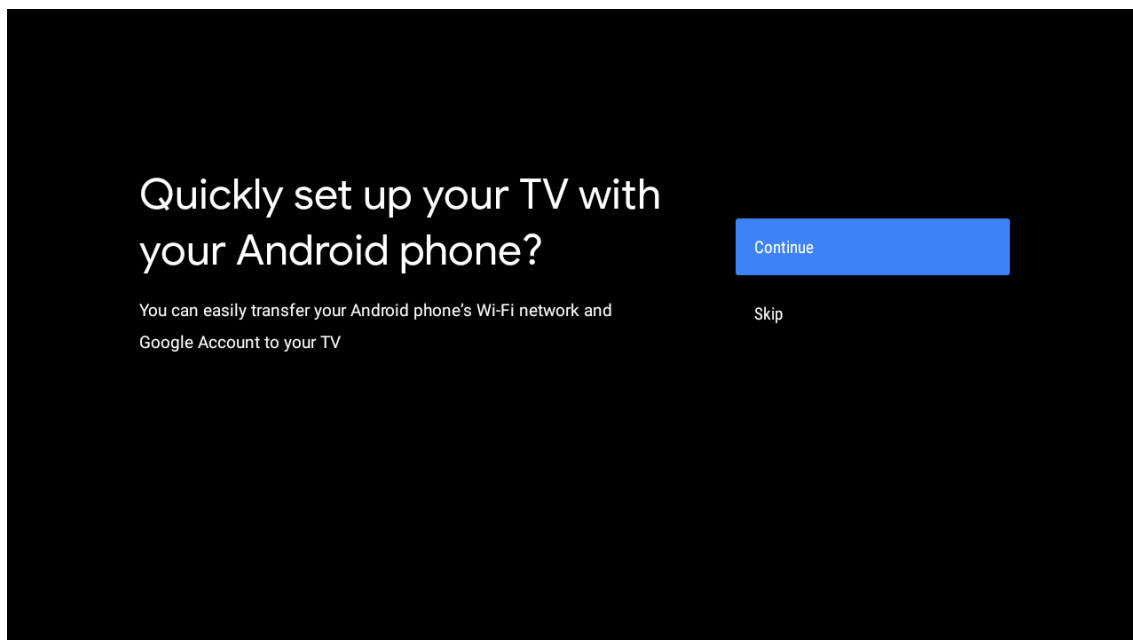 Quickly set up your TV with
your Android phone?
You can easily transfer your Android phone’s Wi-Fi network and
Google Account to your TV
Continue
Skip